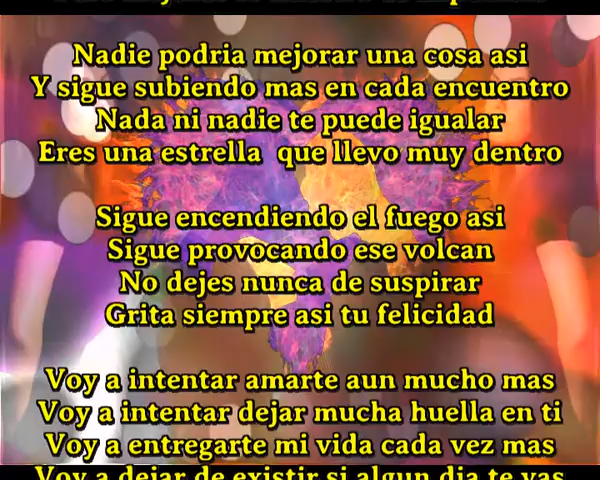 Nadie podria mejorar una cosa asi
Y sigue subiendo mas en cada encuentro
Nada ni nadie te puede igualar
Eres una estrella que llevo muy dentro
Sigue encendiendo el fuego asi
Sigue provocando ese volcan
No dejes nunca de suspirar
Grita siempre asi tu felicidad
Voy a intentar amarte aun mucho mas
Voy a intentar dejar mucha huella en ti
Voy a entregarte mi vida cada vez mas
Voy a dejar de existir si algun dia te vas